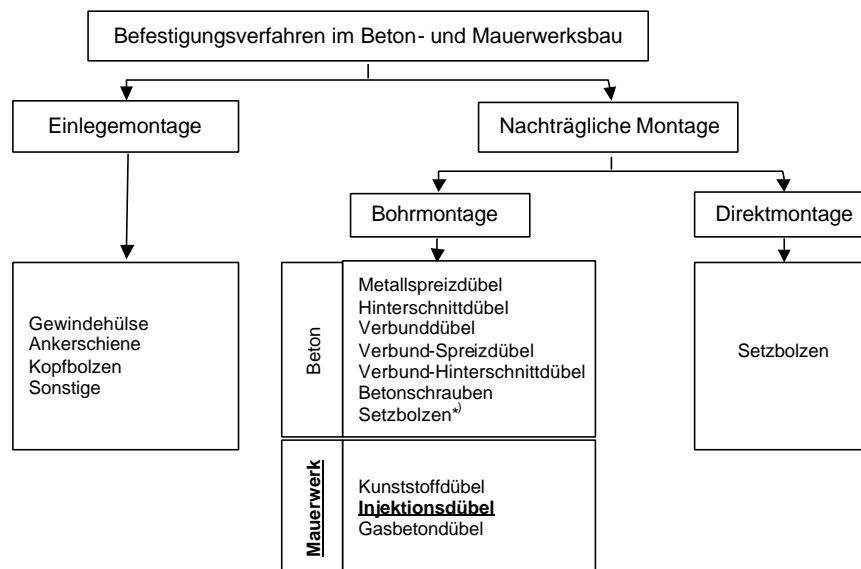 Befestigungsverfahren im Beton- und Mauerwerksbau
Einlegemontage
Nachträgliche Montage
Bohrmontage
Direktmontage
Gewindehülse
Ankerschiene
Kopfbolzen
Sonstige
Beton
Metallspreizdübel
Hinterschnittdübel
Verbunddübel
Verbund-Spreizdübel
Verbund-Hinterschnittdübel
Betonschrauben
Setzbolzen*)
Setzbolzen
Mauerwerk
Kunststoffdübel
Injektionsdübel
Gasbetondübel